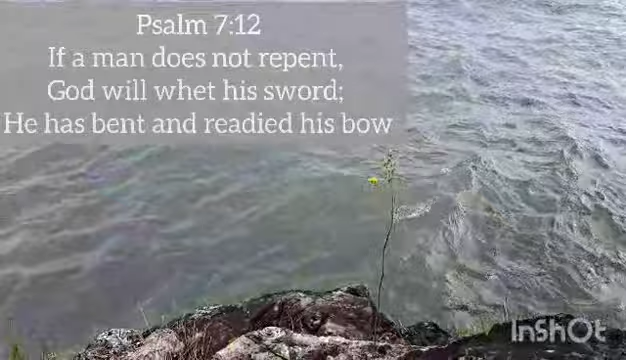 Psalm 7:12
If a man does not repent,
God will whet his sword;
He has bent and readied his bow
InShOt